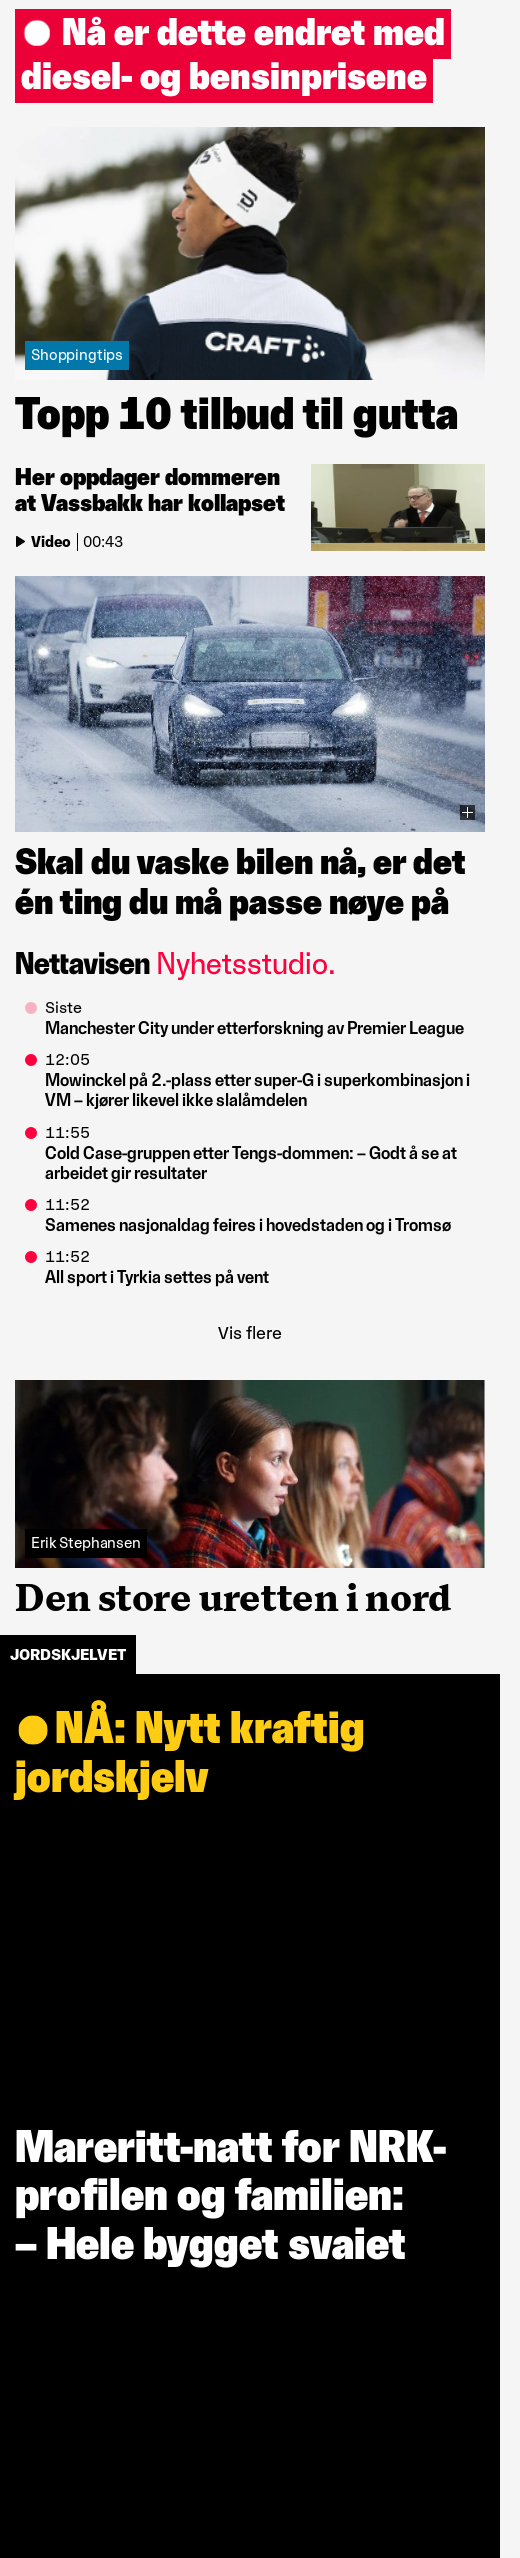 Nå er dette endret med
diesel- og bensinprisene
CRAFT
Shoppingtips
Topp 10 tilbud til gutta
Her oppdager dommeren
at Vassbakk har kollapset
Video | 00:43
Skal du vaske bilen nå, er det
én ting du må passe nøye på
Nettavisen Nyhetsstudio.
Siste
Manchester City under etterforskning av Premier League
12:05
Mowinckel på 2.-plass etter super-G i superkombinasjon i
VM – kjører likevel ikke slalåmdelen
11:55
Cold Case-gruppen etter Tengs-dommen: – Godt å se at
arbeidet gir resultater
11:52
Samenes nasjonaldag feires i hovedstaden og i Tromsø
11:52
All sport i Tyrkia settes på vent
Vis flere
Erik Stephansen
Den store uretten i nord
JORDSKJELVET
NÅ: Nytt kraftig
jordskjelv
Mareritt-natt for NRK-
profilen og familien:
– Hele bygget svaiet